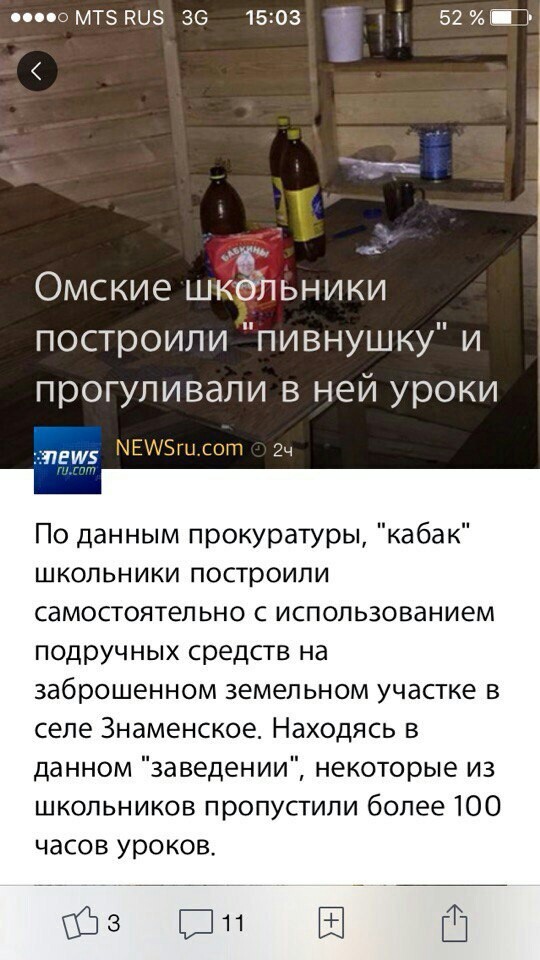 MTS RUS 3G 15:03 52 %
БАБКИНЫ
Омские школьники
построили "пивнушку" и
прогуливали в ней уроки
news
ru.com
NEWSru.com 2ч
По данным прокуратуры, "кабак"
школьники построили
самостоятельно с использованием
подручных средств на
заброшенном земельном участке в
селе Знаменское. Находясь в
данном "заведении", некоторые из
школьников пропустили более 100
часов уроков.
3 11